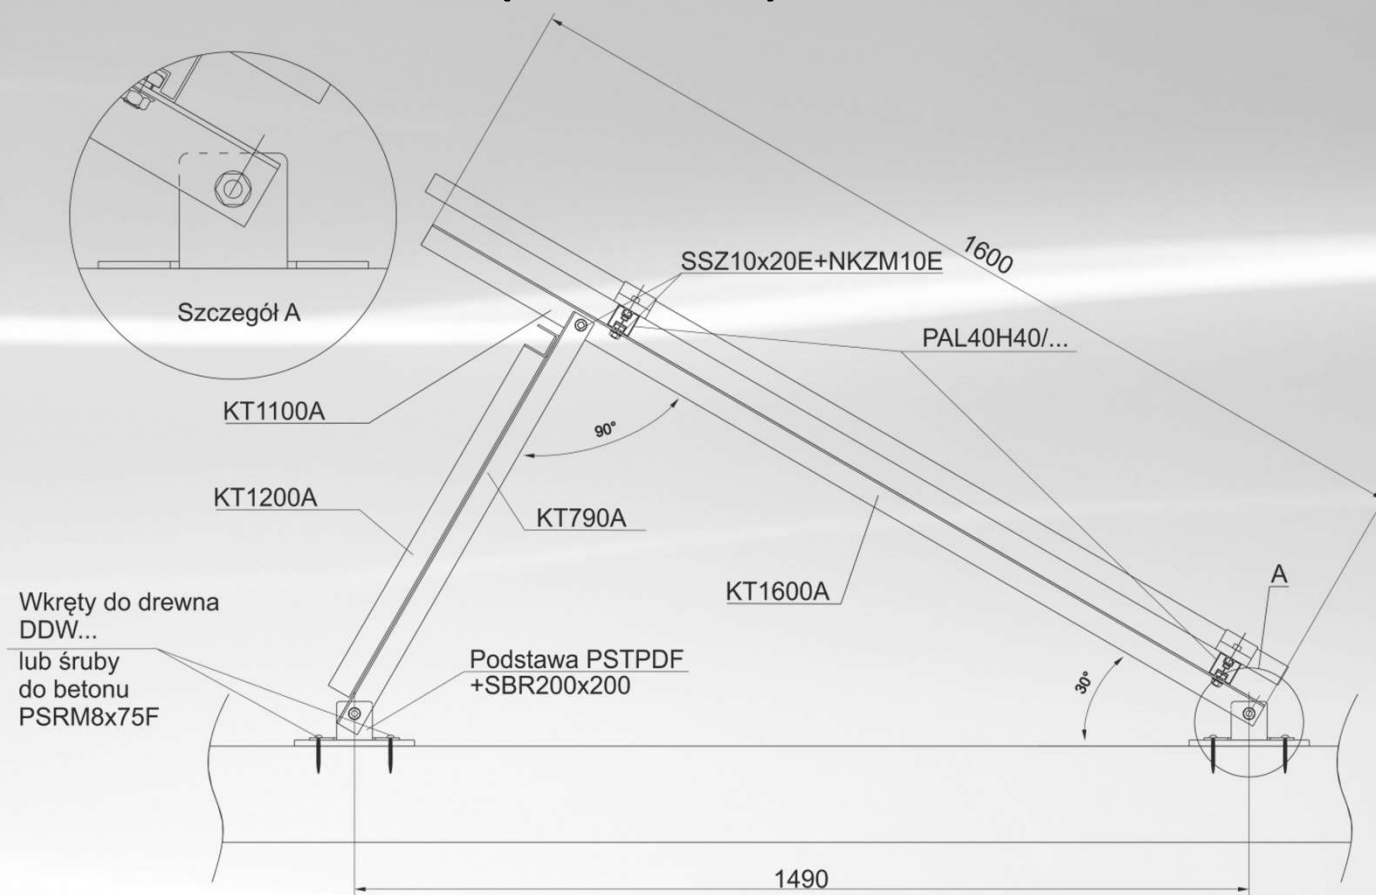 1600
SSZ10x20E+NKZM10E
Szczegół A
PAL40H40/...
KT1100A
90°
KT1200A
KT790A
A
KT1600A
Wkręty do drewna
DDW...
lub śruby
do betonu
PSRM8x75F
Podstawa PSTPDF
+SBR200x200
30°
1490